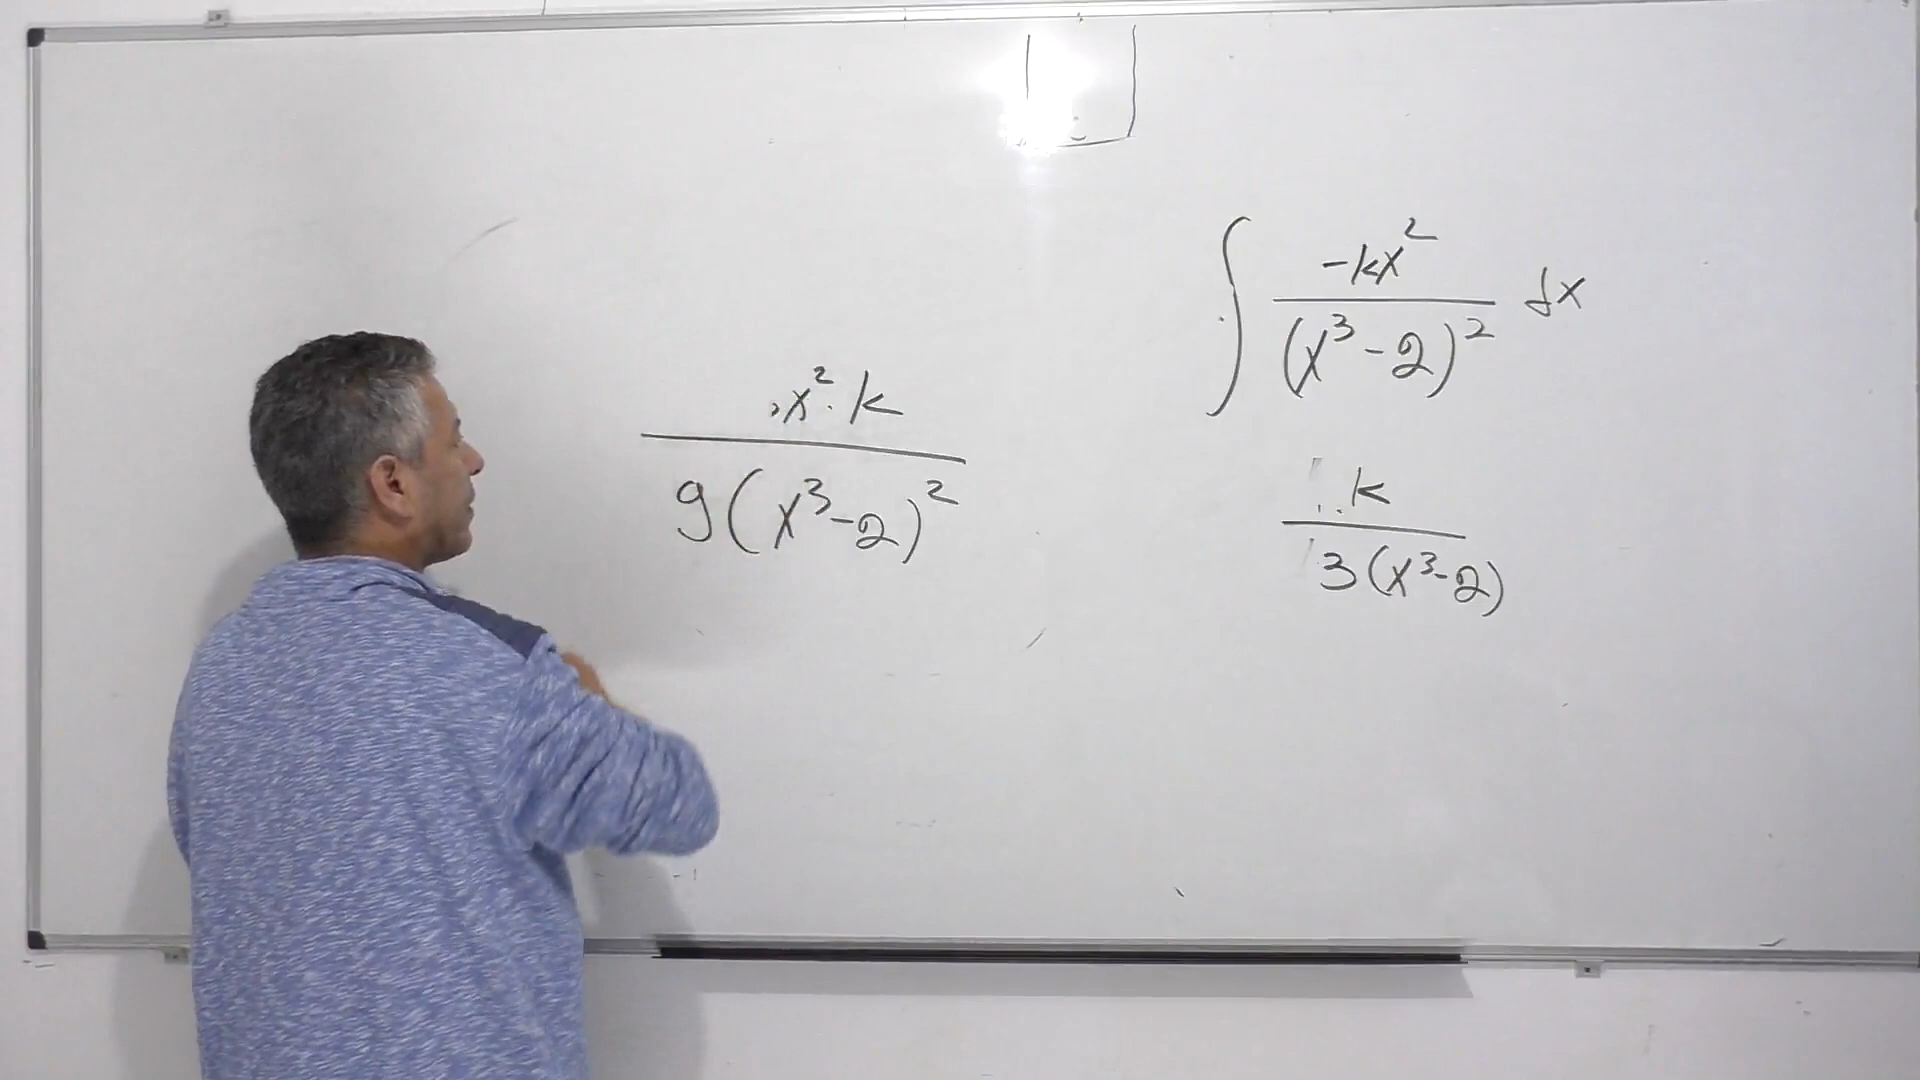 x². k
9(x³-2)²
∫ -kx² / (x³-2)² dx
k
3(x³-2)